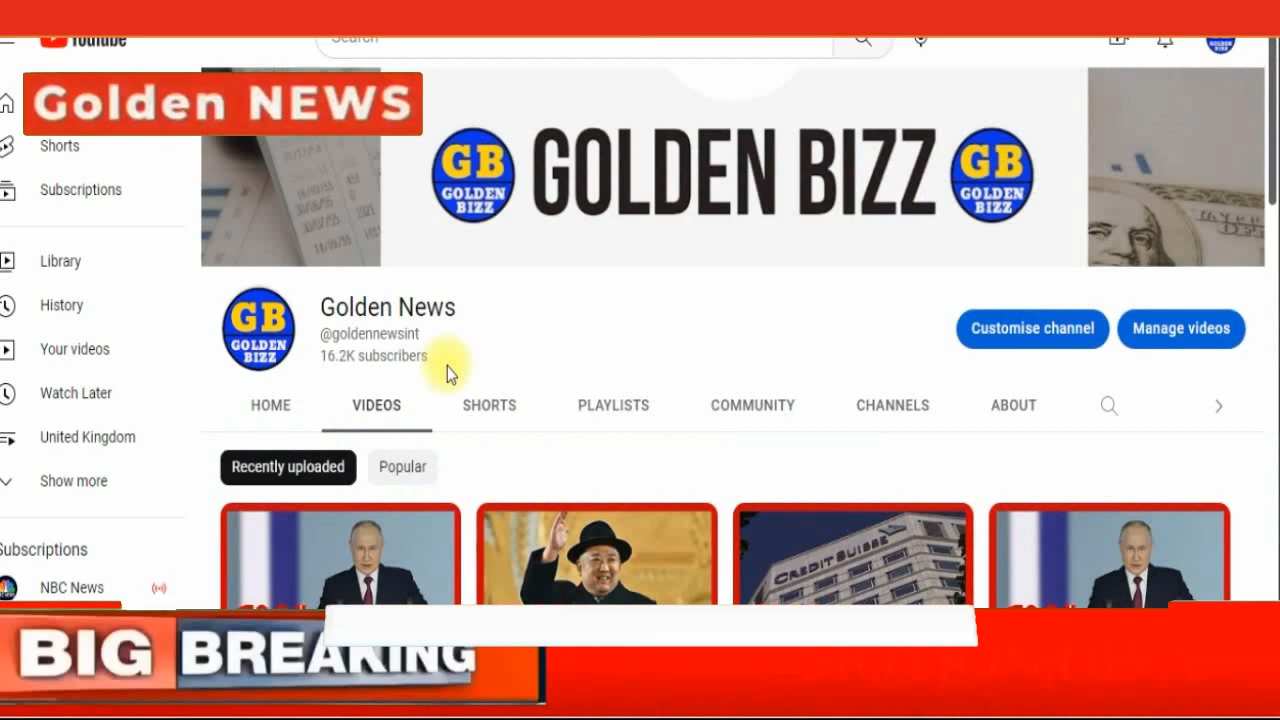 YouTube
Search
Golden NEWS
Shorts
Subscriptions
Library
History
Your videos
Watch Later
United Kingdom
Show more
Subscriptions
NBC News
GB
GOLDEN
BIZZ
GOLDEN BIZZ
GB
GOLDEN
BIZZ
GB
GOLDEN
BIZZ
Golden News
@goldennewsint
16.2K subscribers
Customise channel
Manage videos
HOME
VIDEOS
SHORTS
PLAYLISTS
COMMUNITY
CHANNELS
ABOUT
Recently uploaded
Popular
CREDIT SUISSE
BIG BREAKING